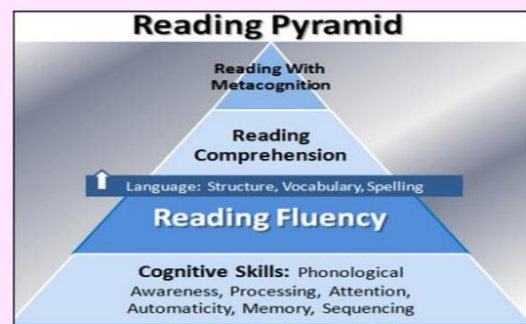 Reading Pyramid
Reading With
Metacognition
Reading
Comprehension
Language: Structure, Vocabulary, Spelling
Reading Fluency
Cognitive Skills: Phonological
Awareness, Processing, Attention,
Automaticity, Memory, Sequencing